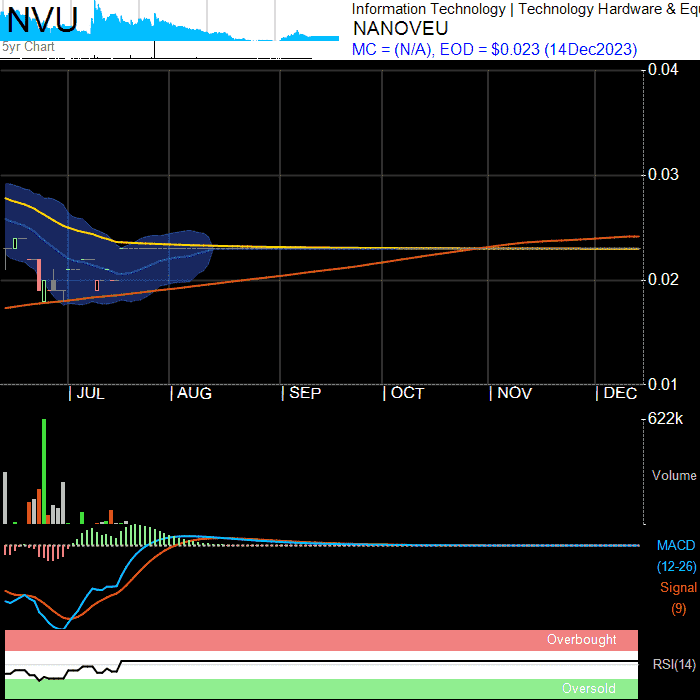 NVU
5yr Chart
Information Technology | Technology Hardware & Equ
NANOVEU
MC = (N/A), EOD = $0.023 (14Dec2023)
0.04
0.03
0.02
0.01
JUL AUG SEP OCT NOV DEC
622k
Volume
MACD
(12-26)
Signal
(9)
Overbought
RSI(14)
Oversold